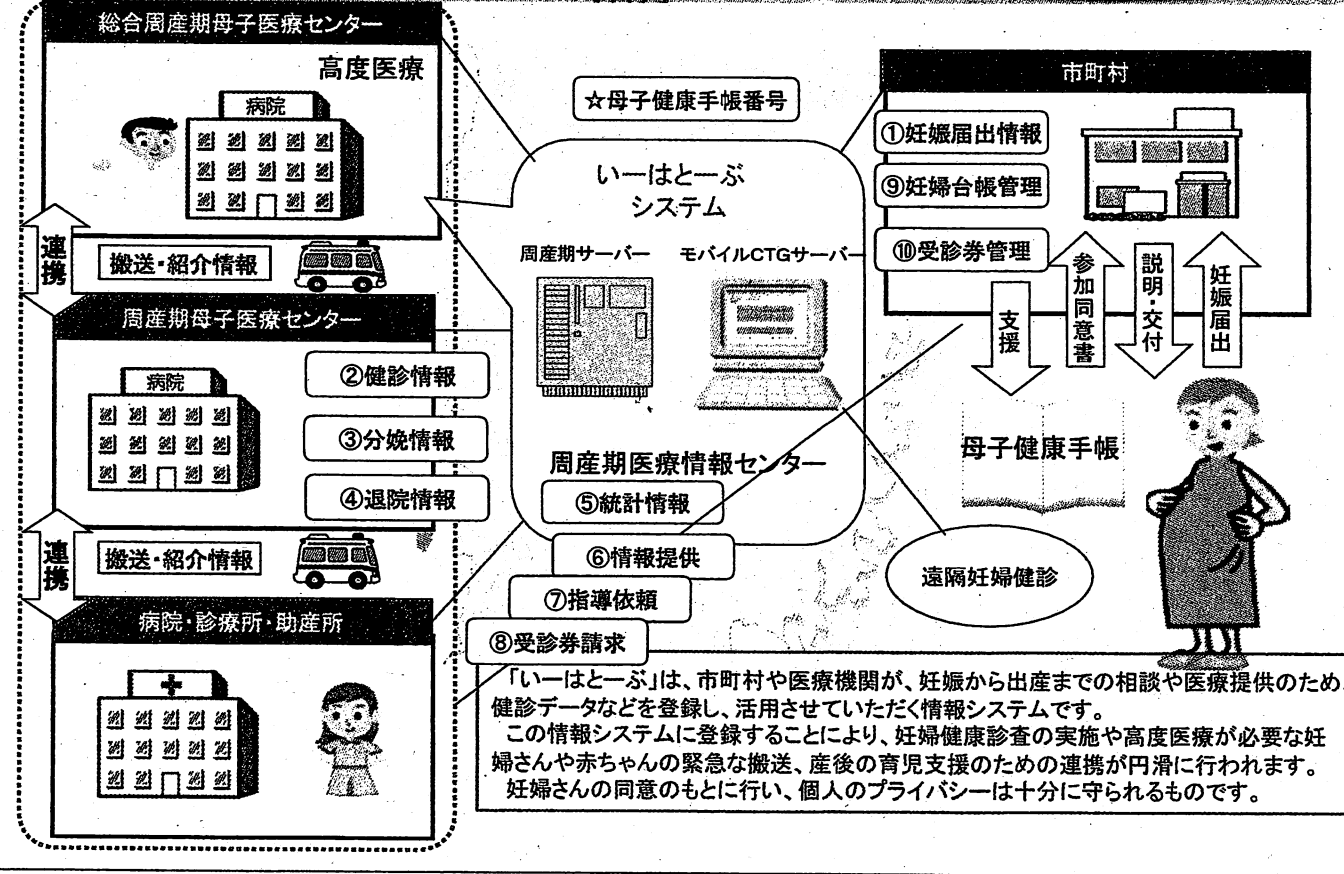 総合周産期母子医療センター
高度医療
病院
連携
搬送・紹介情報
周産期母子医療センター
病院
②健診情報
③分娩情報
④退院情報
連携
搬送・紹介情報
病院・診療所・助産所
☆母子健康手帳番号
いーはとーぶ
システム
周産期サーバー
モバイルCTGサーバー
周産期医療情報センター
⑤統計情報
⑥情報提供
⑦指導依頼
⑧受診券請求
市町村
①妊娠届出情報
⑨妊婦台帳管理
⑩受診券管理
支援
参加同意書
説明・交付
妊娠届出
母子健康手帳
遠隔妊婦健診
「いーはとーぶ」は、市町村や医療機関が、妊娠から出産までの相談や医療提供のため
健診データなどを登録し、活用させていただく情報システムです。
この情報システムに登録することにより、妊婦健康診査の実施や高度医療が必要な妊
婦さんや赤ちゃんの緊急な搬送、産後の育児支援のための連携が円滑に行われます。
妊婦さんの同意のもとに行い、個人のプライバシーは十分に守られるものです。